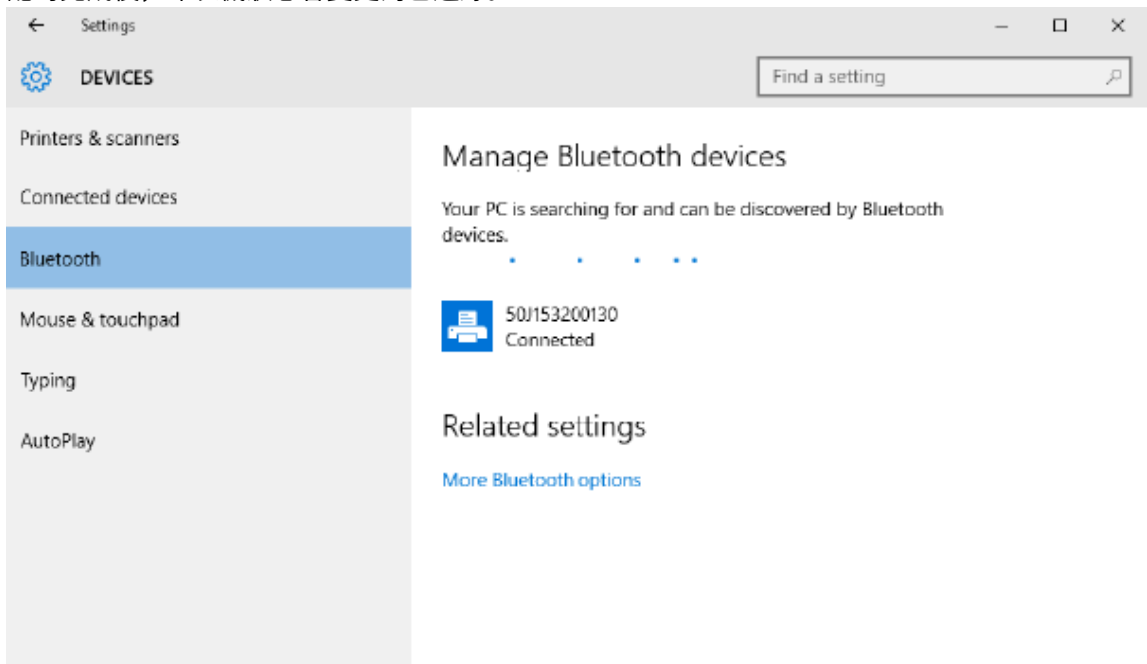 Settings
DEVICES
Find a setting
Printers & scanners
Connected devices
Bluetooth
Mouse & touchpad
Typing
AutoPlay
Manage Bluetooth devices
Your PC is searching for and can be discovered by Bluetooth
devices.
50J153200130
Connected
Related settings
More Bluetooth options